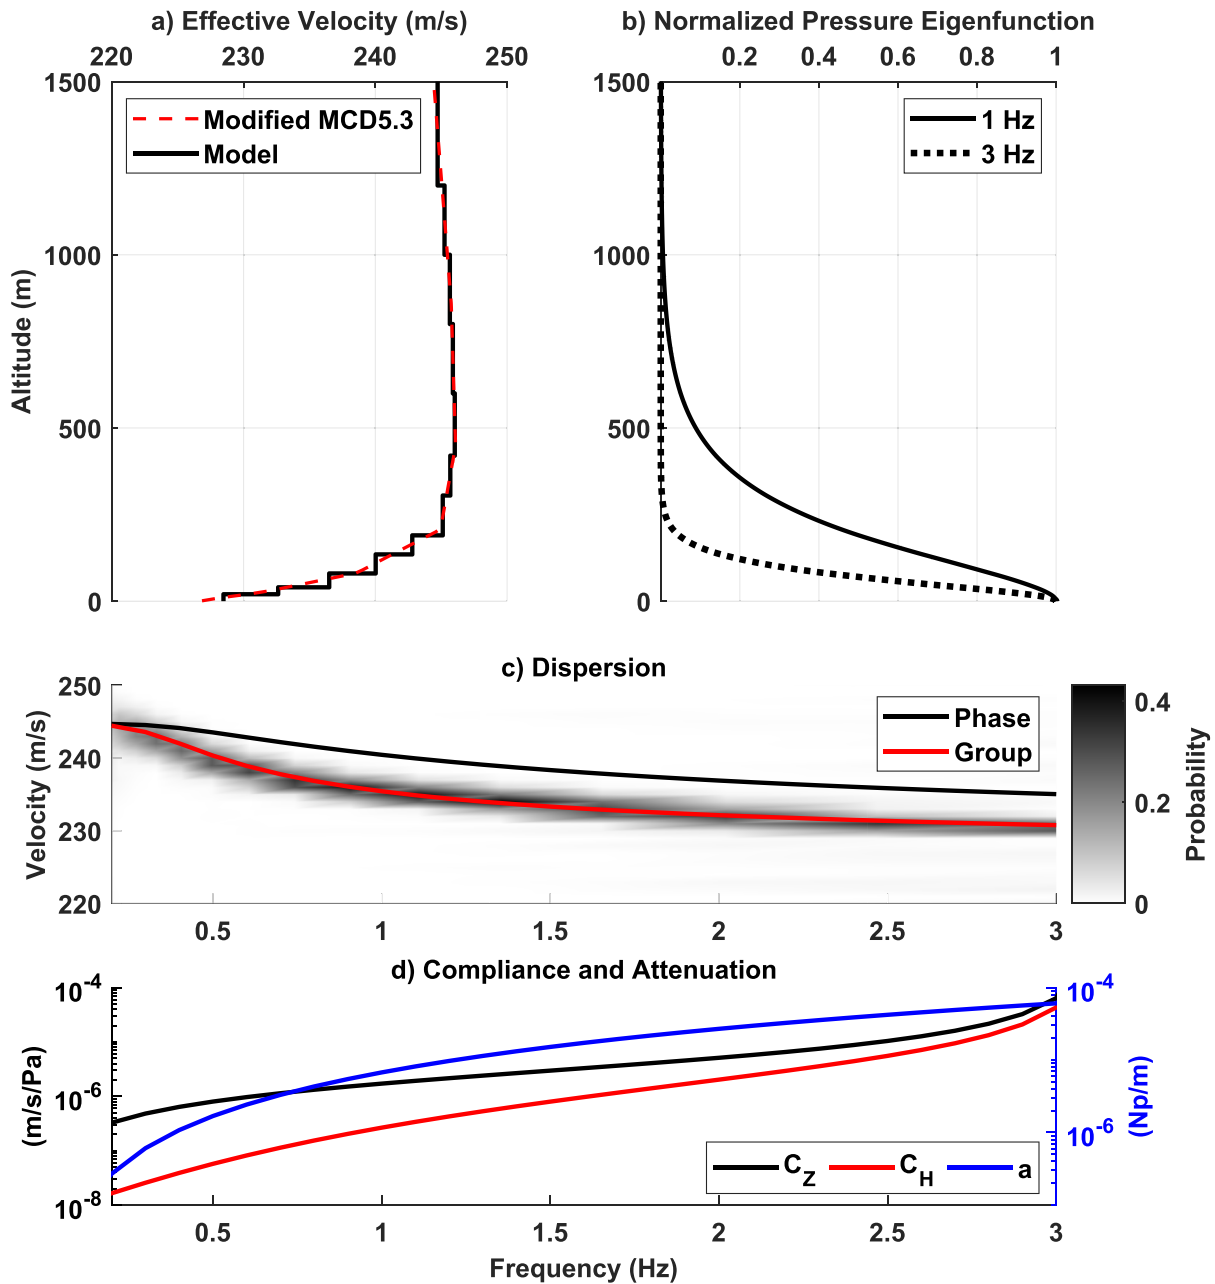 a) Effective Velocity (m/s)
220 230 240 250
1500
1000
500
0
Altitude (m)
Modified MCD5.3
Model
b) Normalized Pressure Eigenfunction
0.2 0.4 0.6 0.8 1
1500
1000
500
0
1 Hz
3 Hz
c) Dispersion
250
240
230
220
Velocity (m/s)
Phase
Group
0.5 1 1.5 2 2.5 3
0.4
0.2
0
Probability
d) Compliance and Attenuation
10^-4
10^-6
10^-8
(m/s/Pa)
10^-4
10^-6
(Np/m)
C_Z C_H a
0.5 1 1.5 2 2.5 3
Frequency (Hz)